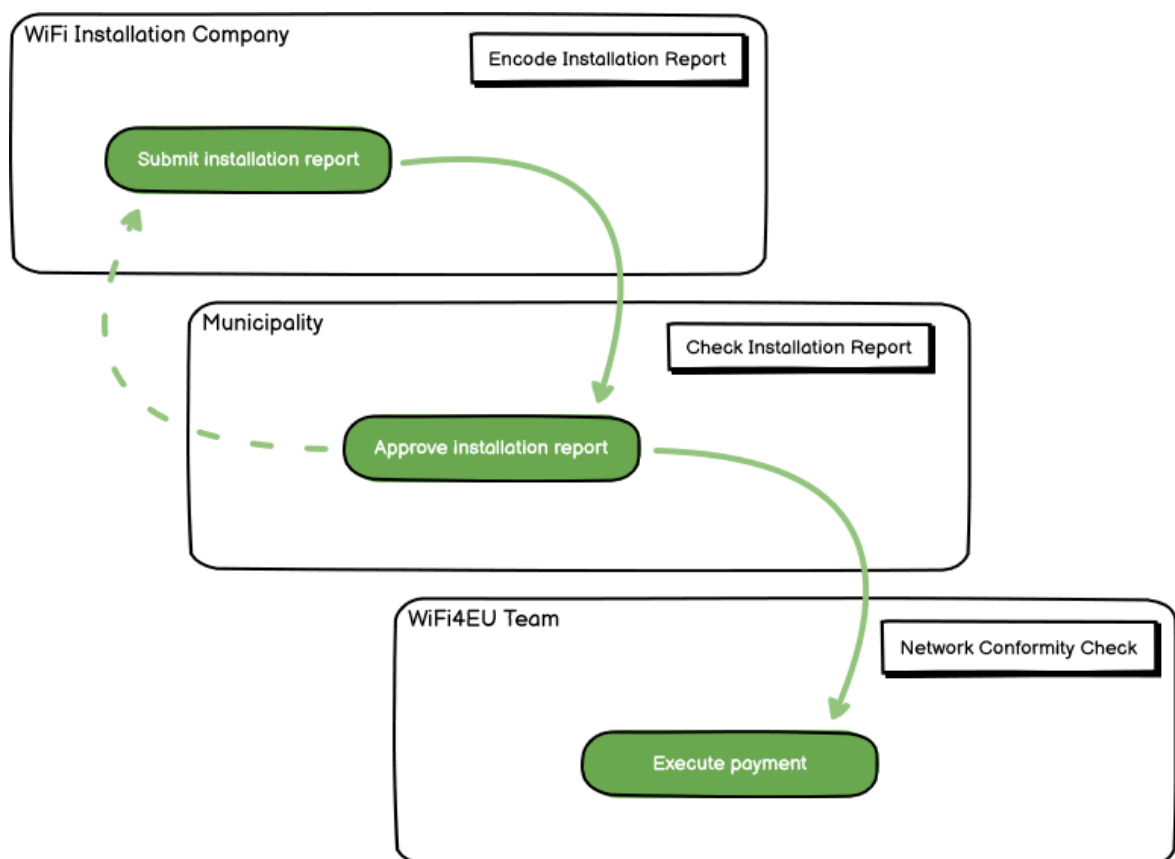 WiFi Installation Company
Encode Installation Report
Submit installation report
Municipality
Check Installation Report
Approve installation report
WiFi4EU Team
Network Conformity Check
Execute payment